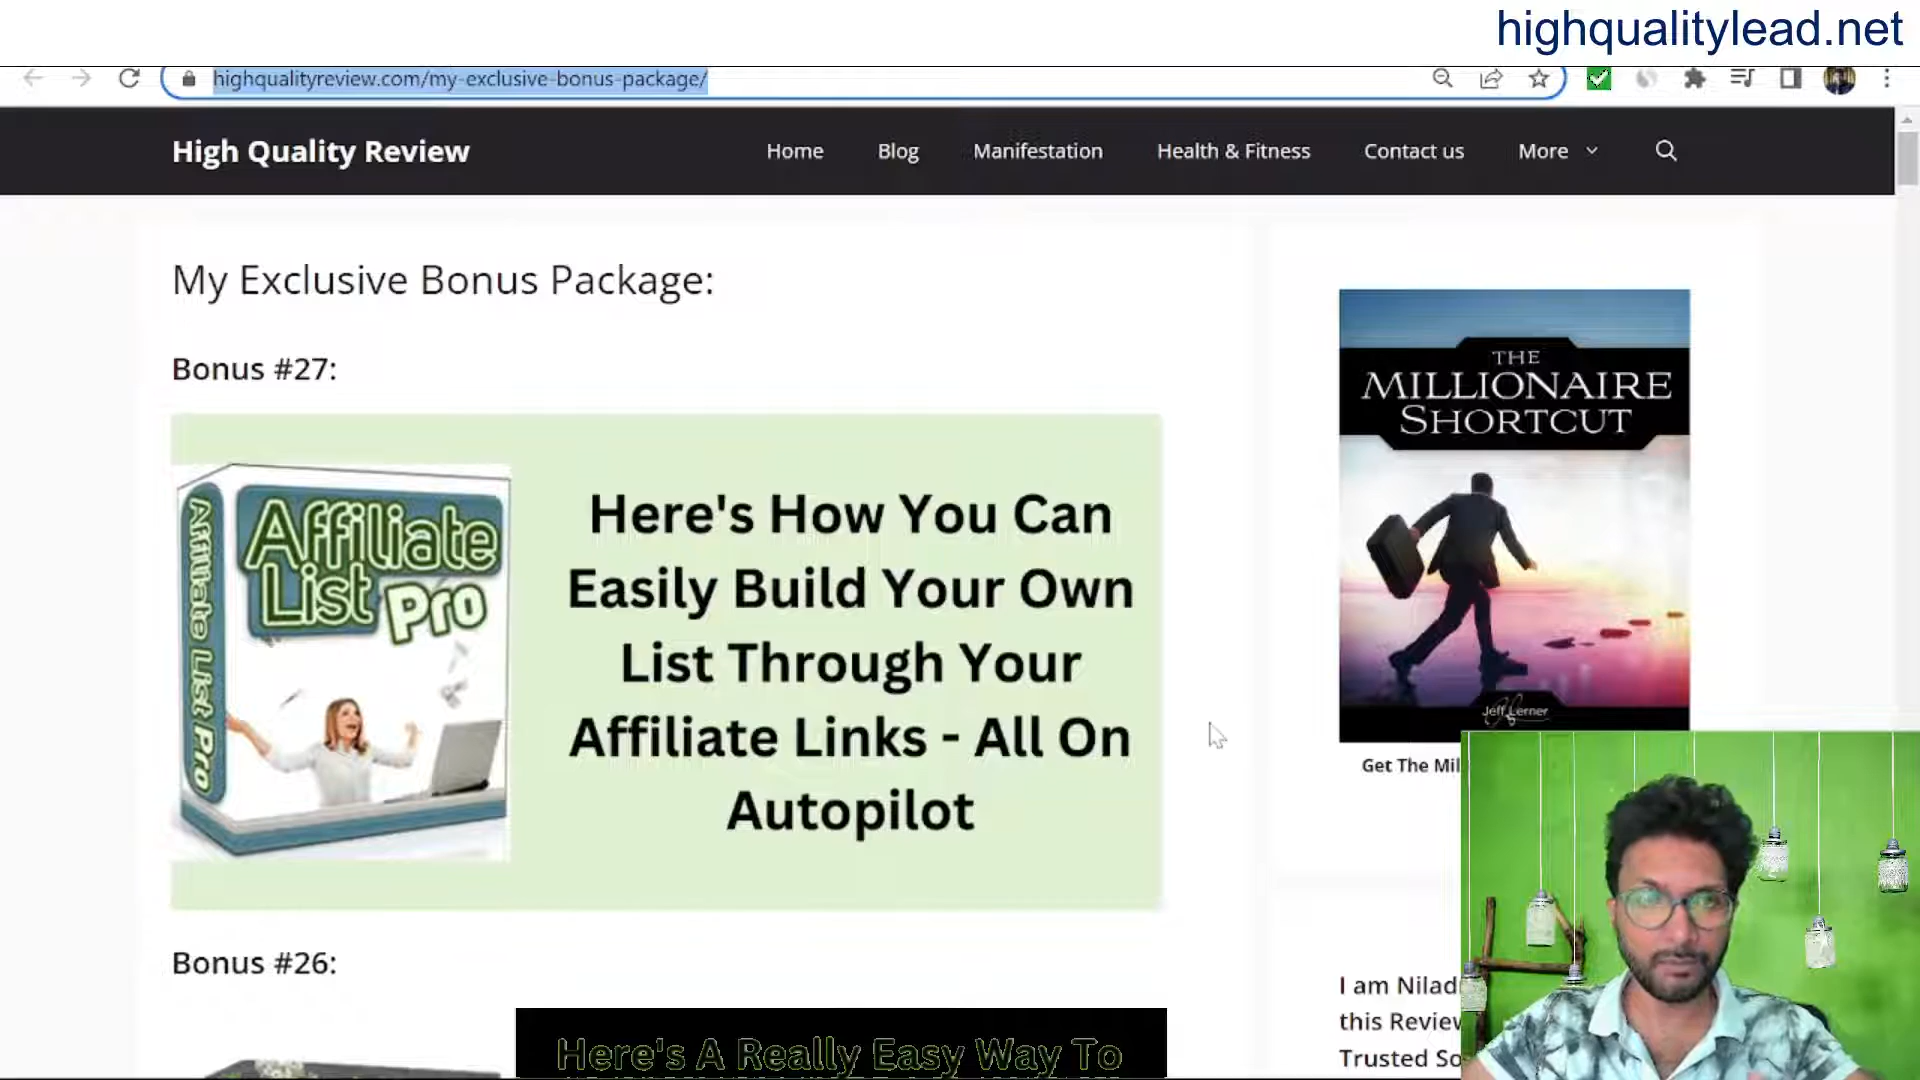 highqualitylead.net
highqualityreview.com/my-exclusive-bonus-package/
High Quality Review
Home
Blog
Manifestation
Health & Fitness
Contact us
More
My Exclusive Bonus Package:
Bonus #27:
Affiliate
List
Pro
Affiliate List Pro
Here's How You Can
Easily Build Your Own
List Through Your
Affiliate Links - All On
Autopilot
THE
MILLIONAIRE
SHORTCUT
Jeff Lerner
Get The Mil
Bonus #26:
Here's A Really Easy Way To
I am Nilad
this Review
Trusted So